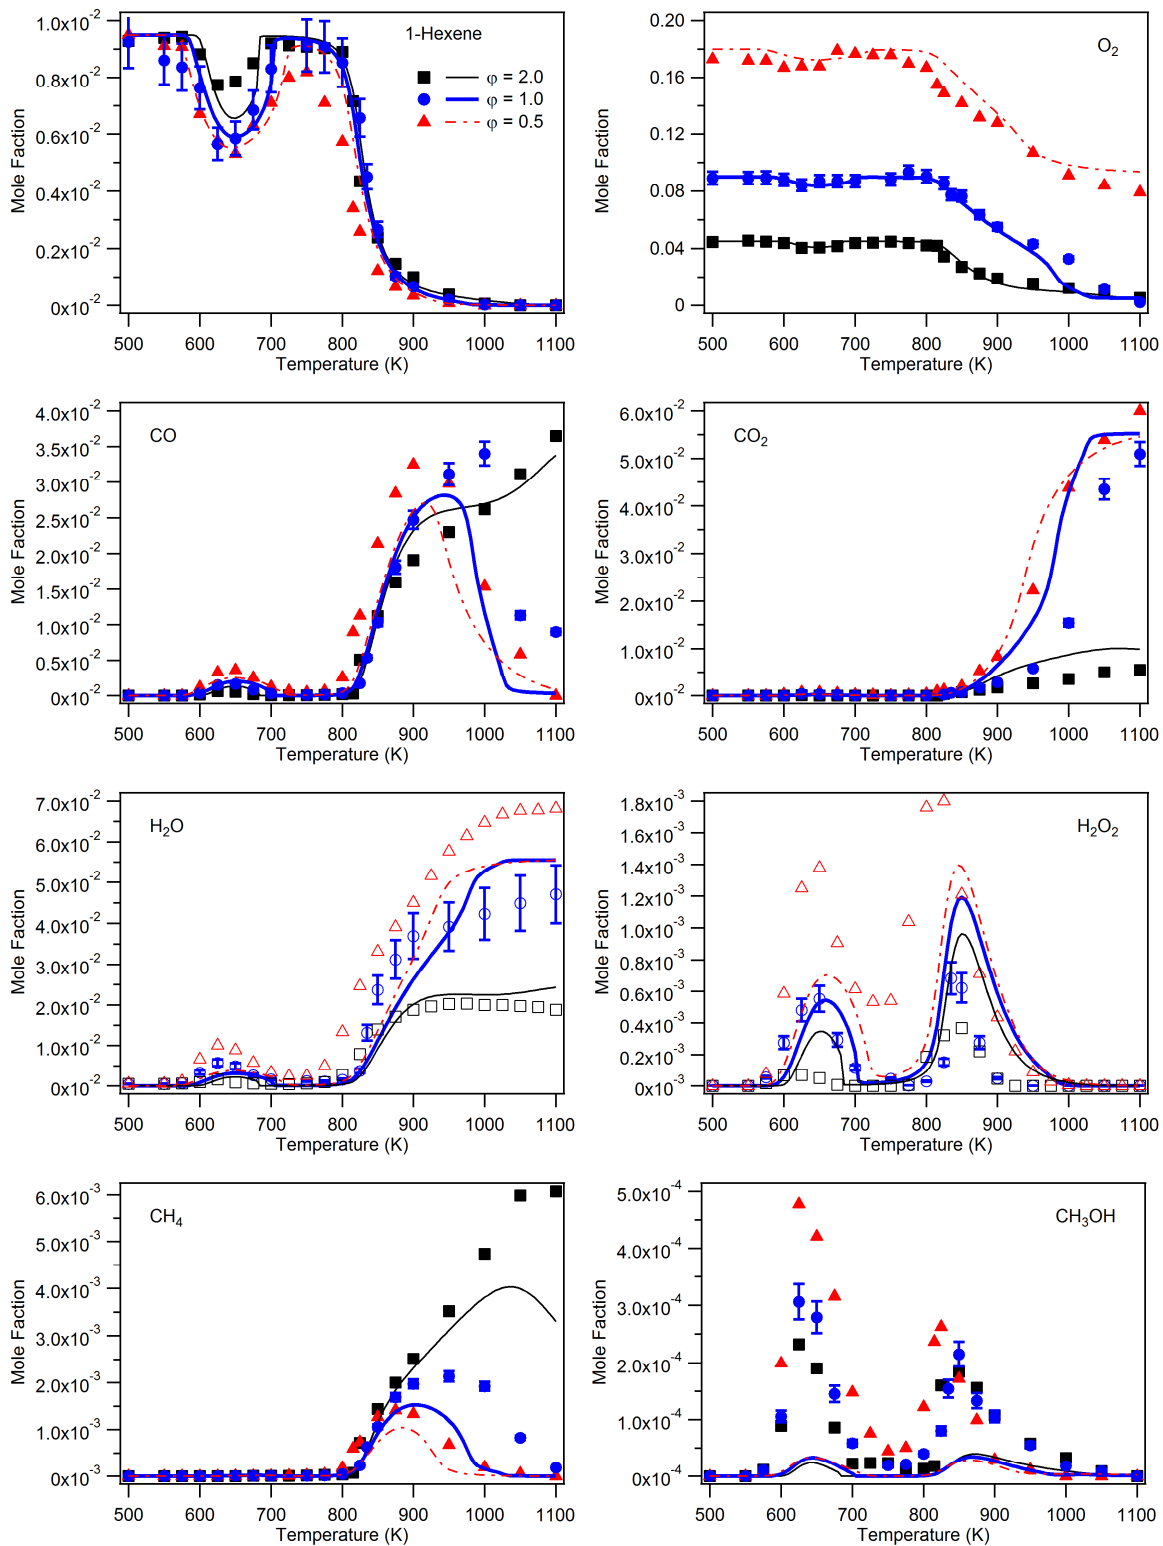 1.0x10-2
0.8x10-2
0.6x10-2
0.4x10-2
0.2x10-2
0x10-2
Mole Faction
1-Hexene
φ = 2.0
φ = 1.0
φ = 0.5
500 600 700 800 900 1000 1100
Temperature (K)
0.20
0.16
0.12
0.08
0.04
0
Mole Faction
O2
500 600 700 800 900 1000 1100
Temperature (K)
4.0x10-2
3.5x10-2
3.0x10-2
2.5x10-2
2.0x10-2
1.5x10-2
1.0x10-2
0.5x10-2
0x10-2
Mole Faction
CO
500 600 700 800 900 1000 1100
Temperature (K)
6.0x10-2
5.0x10-2
4.0x10-2
3.0x10-2
2.0x10-2
1.0x10-2
0x10-2
Mole Faction
CO2
500 600 700 800 900 1000 1100
Temperature (K)
7.0x10-2
6.0x10-2
5.0x10-2
4.0x10-2
3.0x10-2
2.0x10-2
1.0x10-2
0x10-2
Mole Faction
H2O
500 600 700 800 900 1000 1100
Temperature (K)
1.8x10-3
1.6x10-3
1.4x10-3
1.2x10-3
1.0x10-3
0.8x10-3
0.6x10-3
0.4x10-3
0.2x10-3
0x10-3
Mole Faction
H2O2
500 600 700 800 900 1000 1100
Temperature (K)
6.0x10-3
5.0x10-3
4.0x10-3
3.0x10-3
2.0x10-3
1.0x10-3
0x10-3
Mole Faction
CH4
500 600 700 800 900 1000 1100
Temperature (K)
5.0x10-4
4.0x10-4
3.0x10-4
2.0x10-4
1.0x10-4
0x10-4
Mole Faction
CH3OH
500 600 700 800 900 1000 1100
Temperature (K)